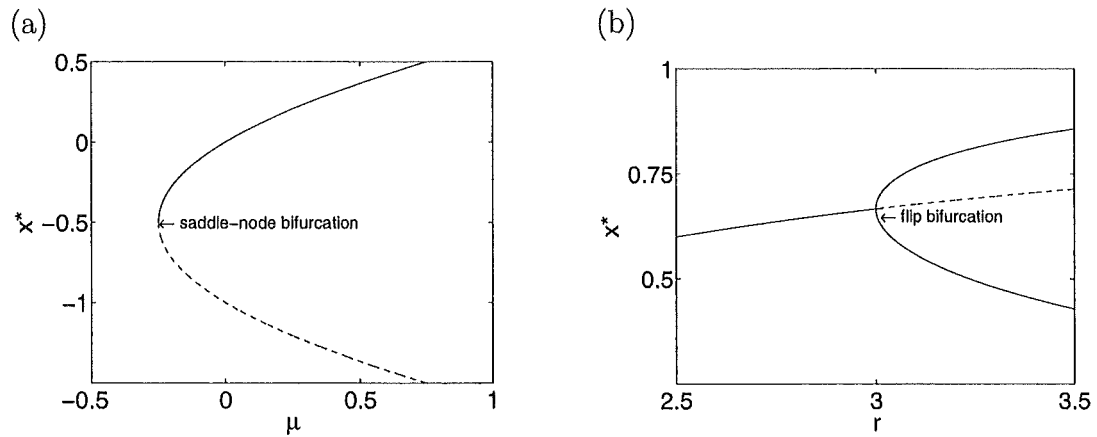 (a)
0.5
0
x*
-0.5
← saddle-node bifurcation
-1
-0.5
0
0.5
1
μ
(b)
1
0.75
x*
← flip bifurcation
0.5
2.5
3
3.5
r